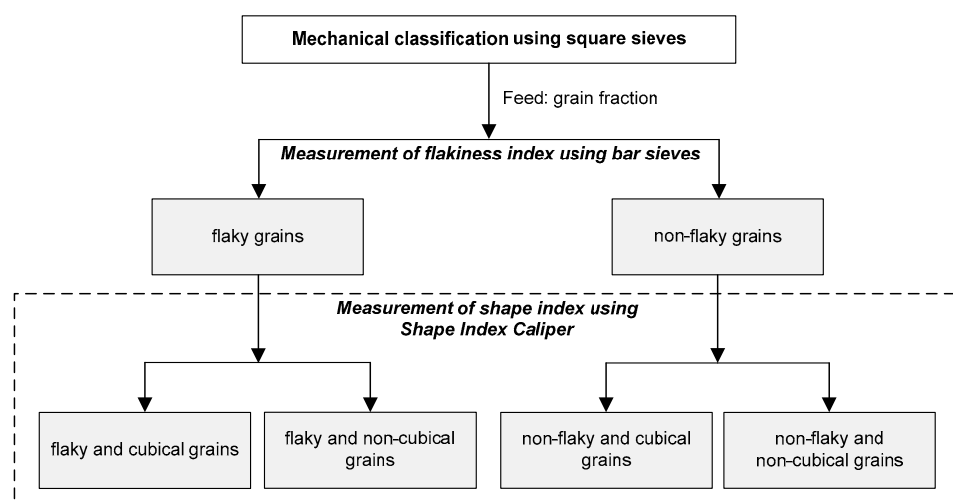 Mechanical classification using square sieves
Feed: grain fraction
Measurement of flakiness index using bar sieves
flaky grains
non-flaky grains
Measurement of shape index using
Shape Index Caliper
flaky and cubical grains
flaky and non-cubical
grains
non-flaky and cubical
grains
non-flaky and
non-cubical grains